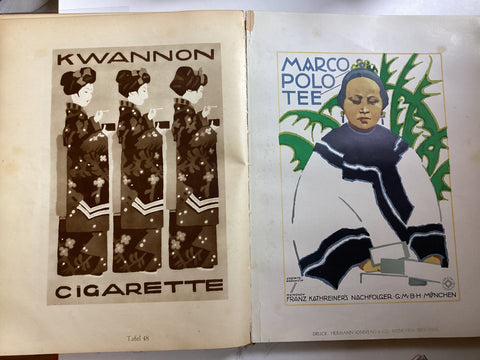 KWANNON
CIGARETTE
Tafel 48
MARCO
POLO
TEE
FRANZ KATHREINER'S NACHFOLGER·G·M·B·H·MÜNCHEN